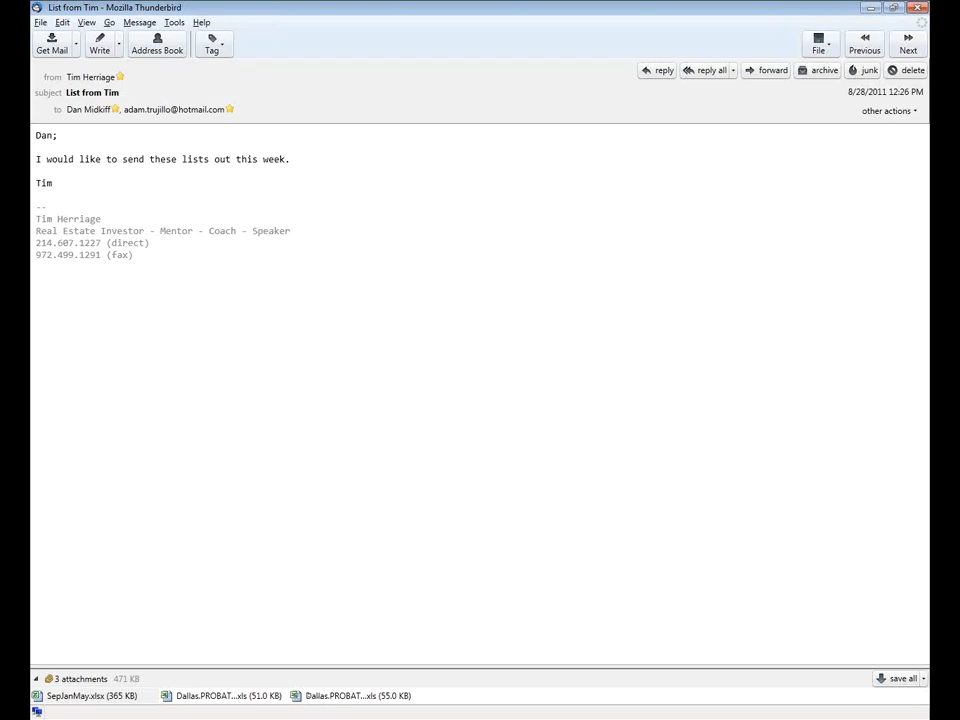 List from Tim - Mozilla Thunderbird
File Edit View Go Message Tools Help
Get Mail Write Address Book Tag File Previous Next
from Tim Herriage reply reply all forward archive junk delete
subject List from Tim 8/28/2011 12:26 PM
to Dan Midkiff, adam.trujillo@hotmail.com other actions
Dan;
I would like to send these lists out this week.
Tim
--
Tim Herriage
Real Estate Investor - Mentor - Coach - Speaker
214.607.1227 (direct)
972.499.1291 (fax)
3 attachments 471 KB save all
SepJanMay.xlsx (365 KB) Dallas.PROBAT...xls (51.0 KB) Dallas.PROBAT...xls (55.0 KB)